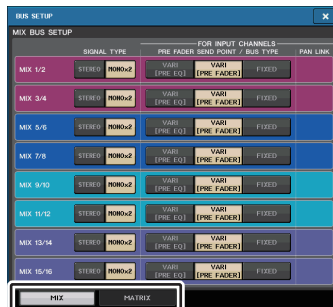 BUS SETUP
MIX BUS SETUP
FOR INPUT CHANNELS
SIGNAL TYPE PRE FADER SEND POINT / BUS TYPE PAN LINK
MIX 1/2 STEREO MONOx2 VARI [PRE EQ] VARI [PRE FADER] FIXED
MIX 3/4 STEREO MONOx2 VARI [PRE EQ] VARI [PRE FADER] FIXED
MIX 5/6 STEREO MONOx2 VARI [PRE EQ] VARI [PRE FADER] FIXED
MIX 7/8 STEREO MONOx2 VARI [PRE EQ] VARI [PRE FADER] FIXED
MIX 9/10 STEREO MONOx2 VARI [PRE EQ] VARI [PRE FADER] FIXED
MIX 11/12 STEREO MONOx2 VARI [PRE EQ] VARI [PRE FADER] FIXED
MIX 13/14 STEREO MONOx2 VARI [PRE EQ] VARI [PRE FADER] FIXED
MIX 15/16 STEREO MONOx2 VARI [PRE EQ] VARI [PRE FADER] FIXED
MIX MATRIX